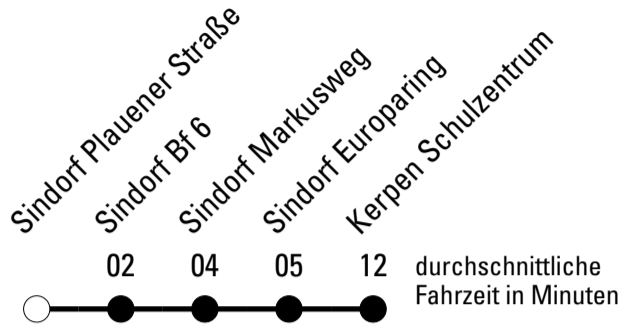 Sindorf Plauener Straße
Sindorf Bf 6
Sindorf Markusweg
Sindorf Europaring
Kerpen Schulzentrum
02 04 05 12
durchschnittliche
Fahrzeit in Minuten